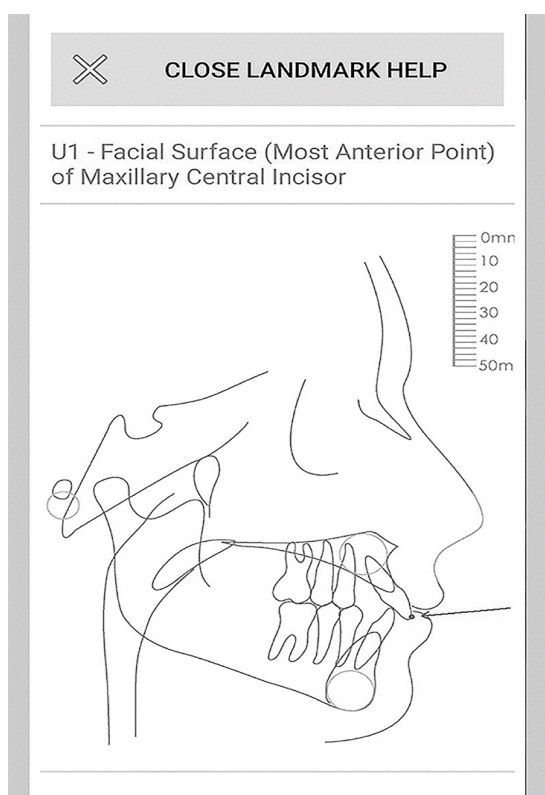 CLOSE LANDMARK HELP
U1 - Facial Surface (Most Anterior Point)
of Maxillary Central Incisor
0mm
10
20
30
40
50m